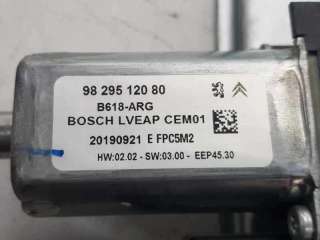 98 295 120 80
B618-ARG
BOSCH LVEAP CEM01
20190921 E FPC5M2
HW:02.02 - SW:03.00 - EEP45.30